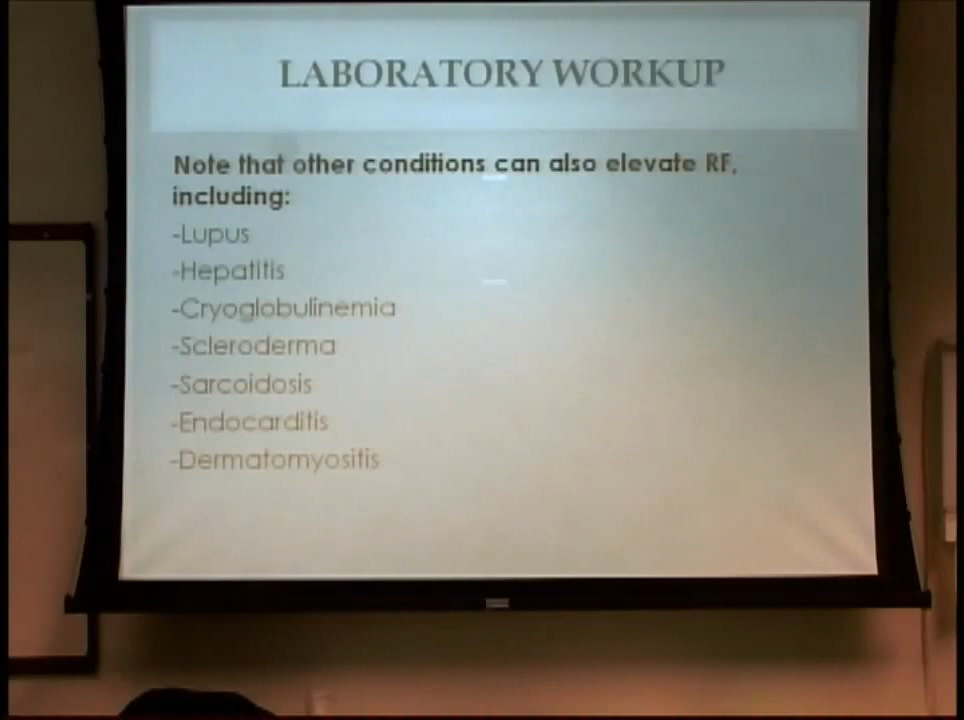 LABORATORY WORKUP
Note that other conditions can also elevate RF,
including:
-Lupus
-Hepatitis
-Cryoglobulinemia
-Scleroderma
-Sarcoidosis
-Endocarditis
-Dermatomyositis